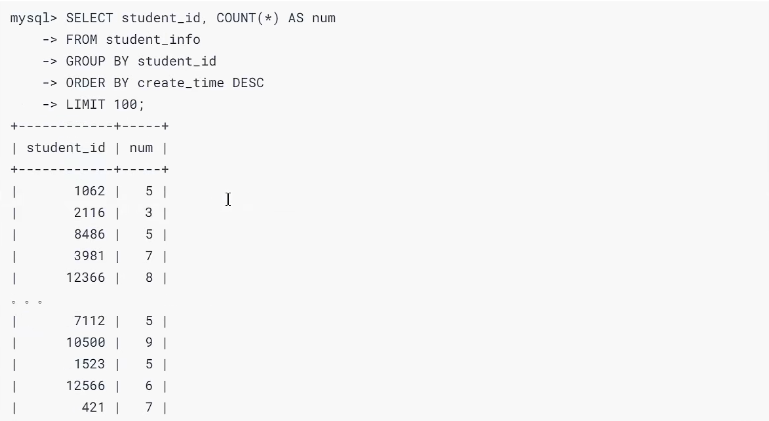 mysql> SELECT student_id, COUNT(*) AS num
    -> FROM student_info
    -> GROUP BY student_id
    -> ORDER BY create_time DESC
    -> LIMIT 100;
+------------+-----+
| student_id | num |
+------------+-----+
|       1062 |   5 |
|       2116 |   3 |
|       8486 |   5 |
|       3981 |   7 |
|      12366 |   8 |
。。。
|       7112 |   5 |
|      10500 |   9 |
|       1523 |   5 |
|      12566 |   6 |
|        421 |   7 |